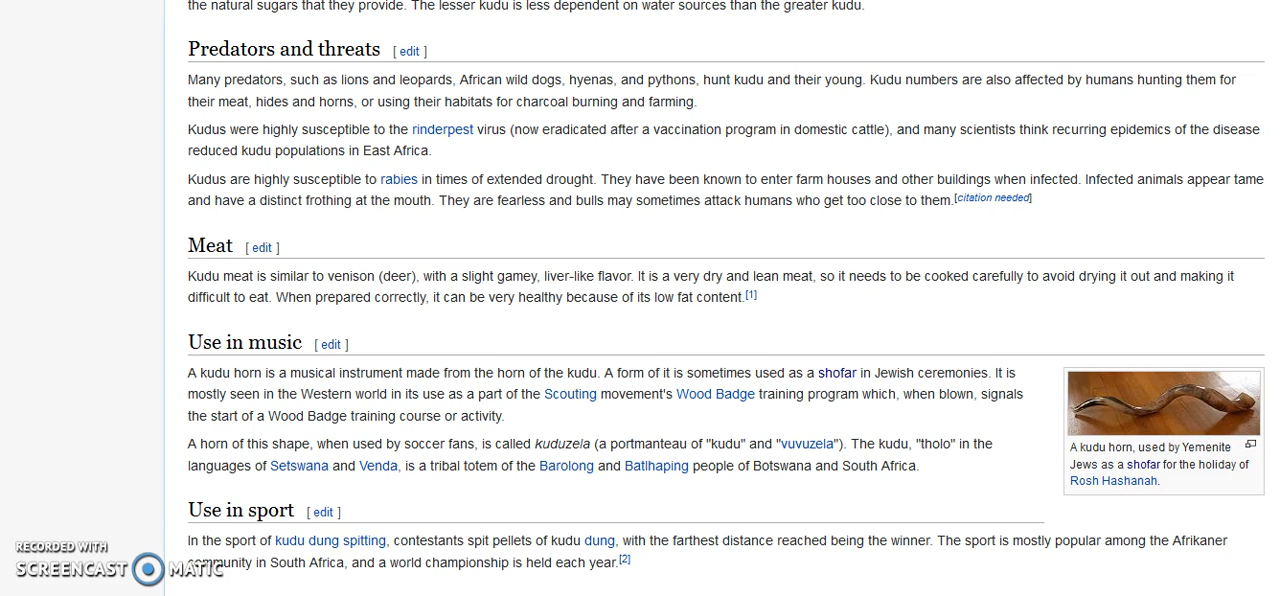 the natural sugars that they provide. The lesser kudu is less dependent on water sources than the greater kudu.
Predators and threats [ edit ]
Many predators, such as lions and leopards, African wild dogs, hyenas, and pythons, hunt kudu and their young. Kudu numbers are also affected by humans hunting them for
their meat, hides and horns, or using their habitats for charcoal burning and farming.
Kudus were highly susceptible to the rinderpest virus (now eradicated after a vaccination program in domestic cattle), and many scientists think recurring epidemics of the disease
reduced kudu populations in East Africa.
Kudus are highly susceptible to rabies in times of extended drought. They have been known to enter farm houses and other buildings when infected. Infected animals appear tame
and have a distinct frothing at the mouth. They are fearless and bulls may sometimes attack humans who get too close to them.[citation needed]
Meat [ edit ]
Kudu meat is similar to venison (deer), with a slight gamey, liver-like flavor. It is a very dry and lean meat, so it needs to be cooked carefully to avoid drying it out and making it
difficult to eat. When prepared correctly, it can be very healthy because of its low fat content.[1]
Use in music [ edit ]
A kudu horn is a musical instrument made from the horn of the kudu. A form of it is sometimes used as a shofar in Jewish ceremonies. It is
mostly seen in the Western world in its use as a part of the Scouting movement's Wood Badge training program which, when blown, signals
the start of a Wood Badge training course or activity.
A horn of this shape, when used by soccer fans, is called kuduzela (a portmanteau of "kudu" and "vuvuzela"). The kudu, "tholo" in the
languages of Setswana and Venda, is a tribal totem of the Barolong and Batlhaping people of Botswana and South Africa.
A kudu horn, used by Yemenite
Jews as a shofar for the holiday of
Rosh Hashanah.
Use in sport [ edit ]
In the sport of kudu dung spitting, contestants spit pellets of kudu dung, with the farthest distance reached being the winner. The sport is mostly popular among the Afrikaner
community in South Africa, and a world championship is held each year.[2]
RECORDED WITH
SCREENCAST MATIC